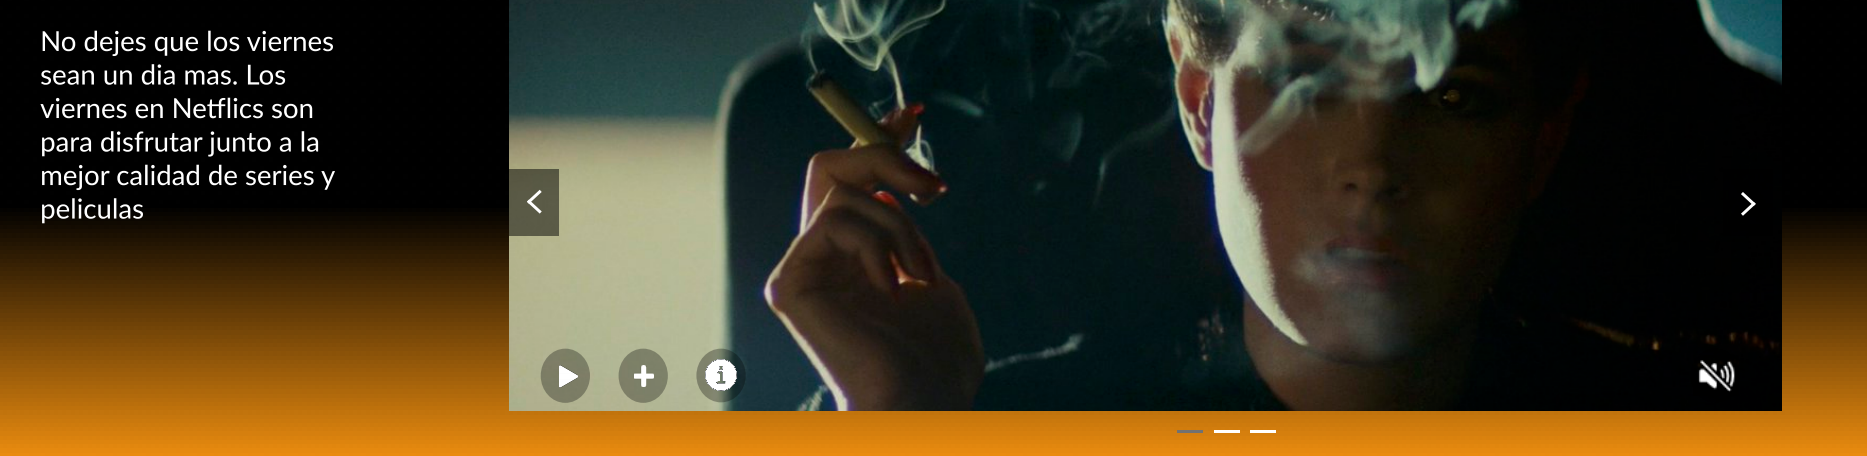 No dejes que los viernes
sean un dia mas. Los
viernes en Netflics son
para disfrutar junto a la
mejor calidad de series y
peliculas